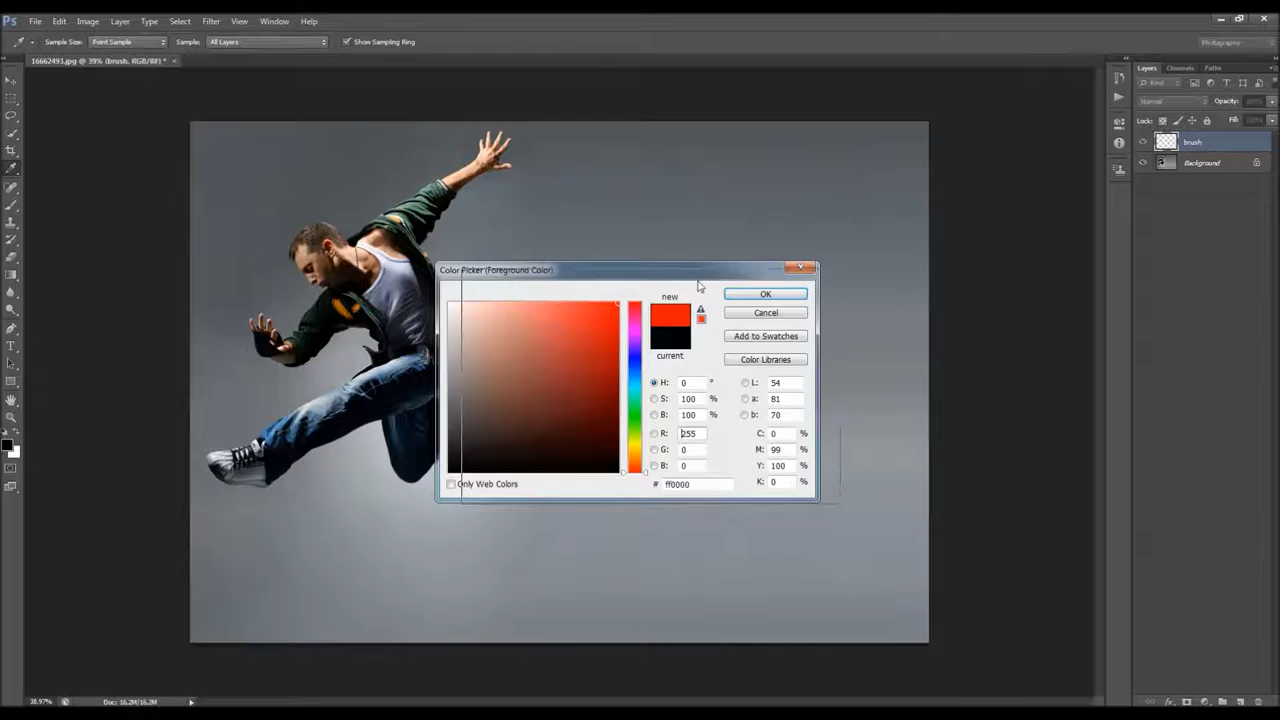 Ps File Edit Image Layer Type Select Filter View Window Help
Sample Size: Point Sample Sample: All Layers Show Sampling Ring Photography
16662493.jpg @ 39% (brush, RGB/8#) * ×
Layers Channels Paths
Kind
Normal Opacity:
Lock: Fill:
brush
Background
Color Picker (Foreground Color)
new
current
OK
Cancel
Add to Swatches
Color Libraries
H: 0 ° L: 54
S: 100 % a: 81
B: 100 % b: 70
R: 255 C: 0 %
G: 0 M: 99 %
B: 0 Y: 100 %
# ff0000 K: 0 %
Only Web Colors
38.97% Doc: 16.2M/16.2M
T
fx